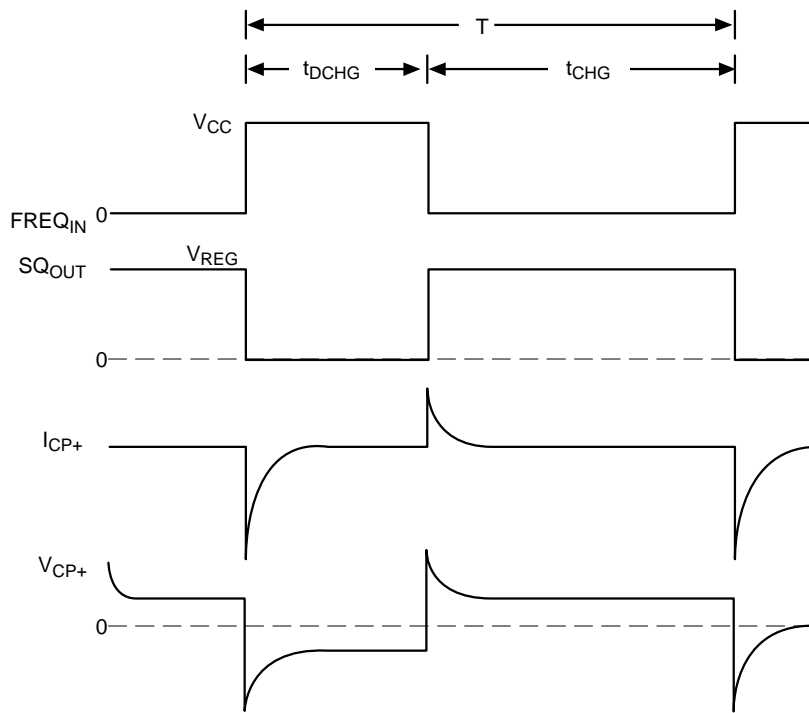 T
tDCHG
tCHG
VCC
0
FREQIN
VREG
SQOUT
0
ICP+
VCP+
0